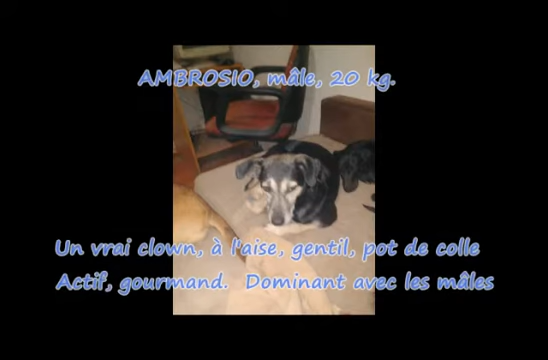 AMBROSIO, mâle, 20 kg.
Un vrai clown, à l'aise, gentil, pot de colle
Actif, gourmand. Dominant avec les mâles